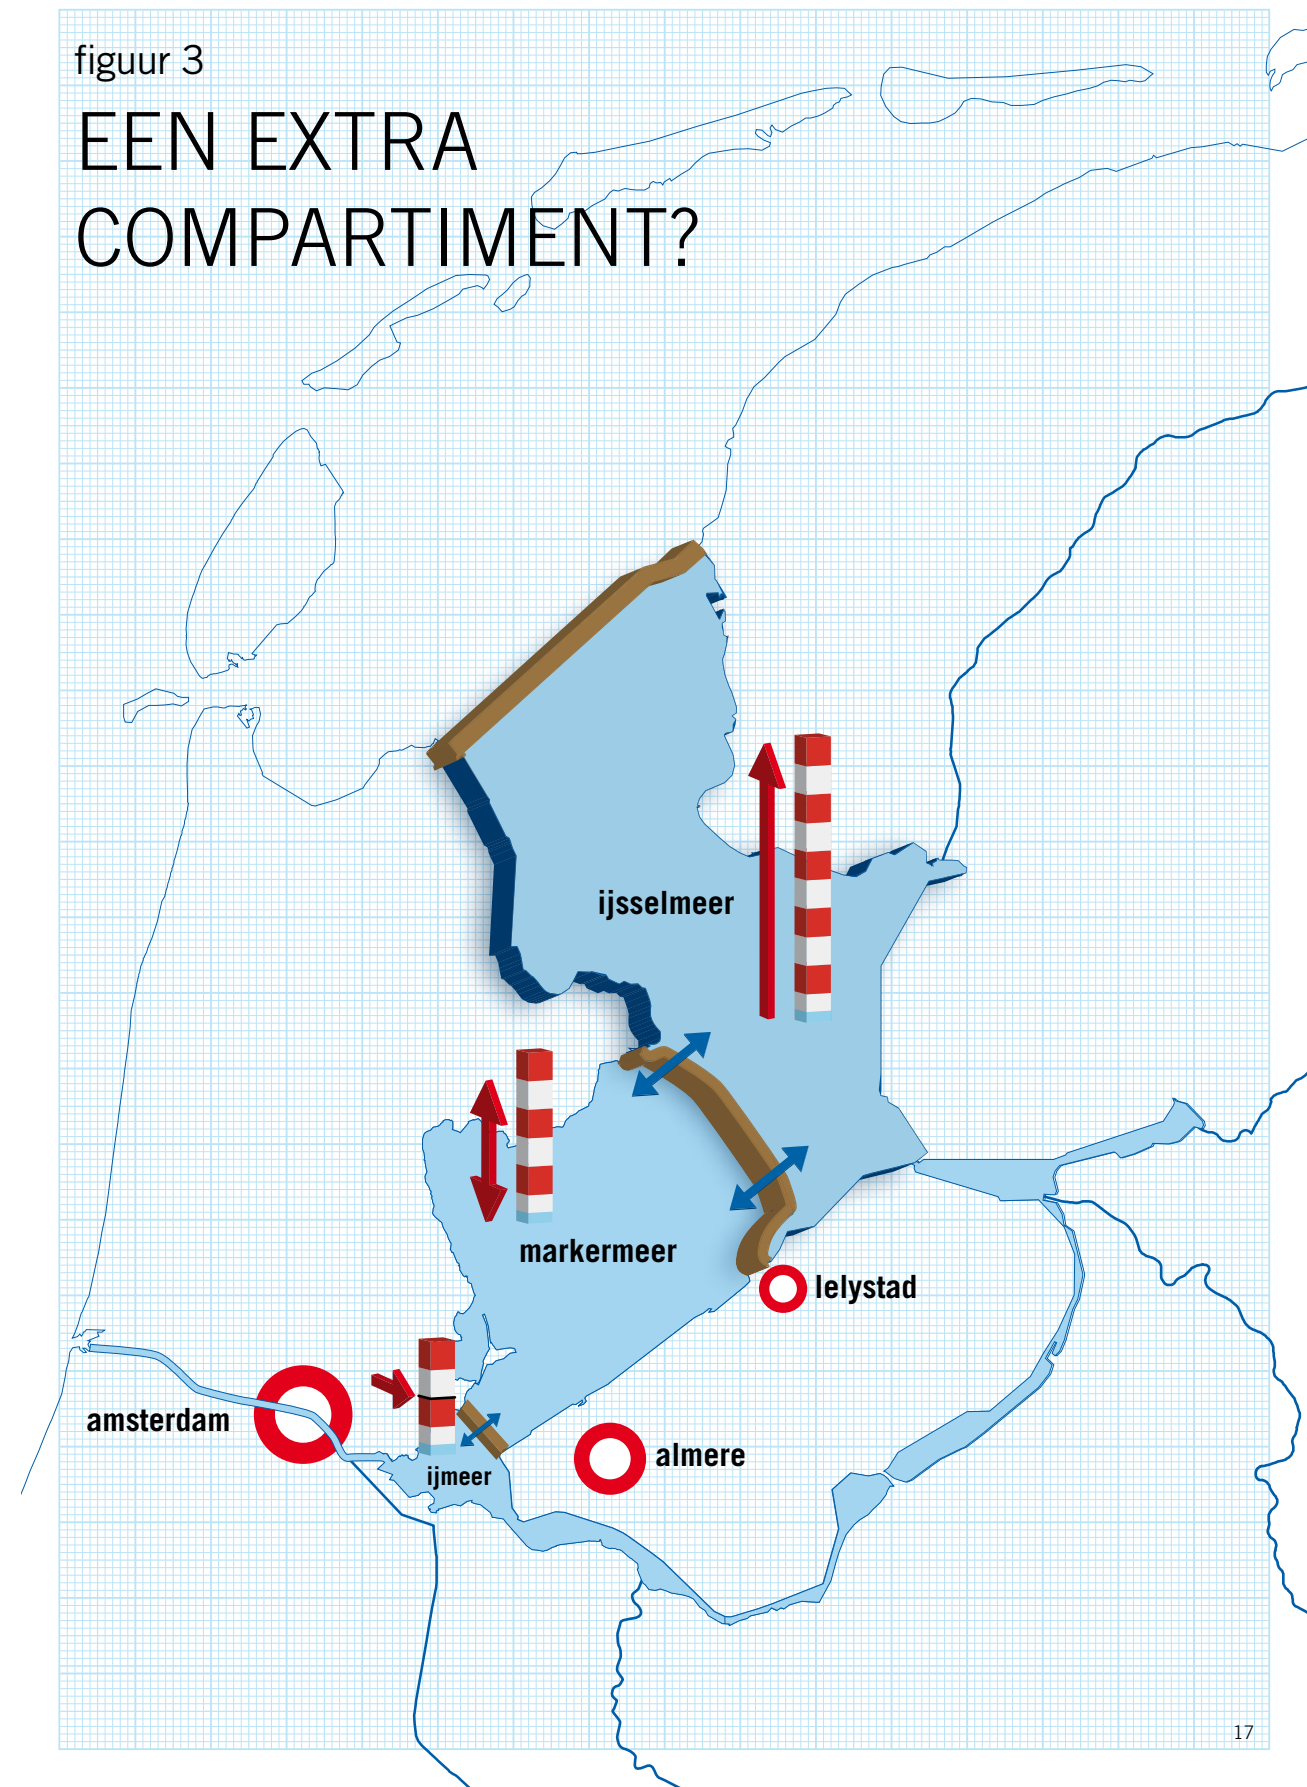 figuur 3
EEN EXTRA
COMPARTIMENT?
ijsselmeer
markermeer
lelystad
amsterdam
almere
ijmeer
17